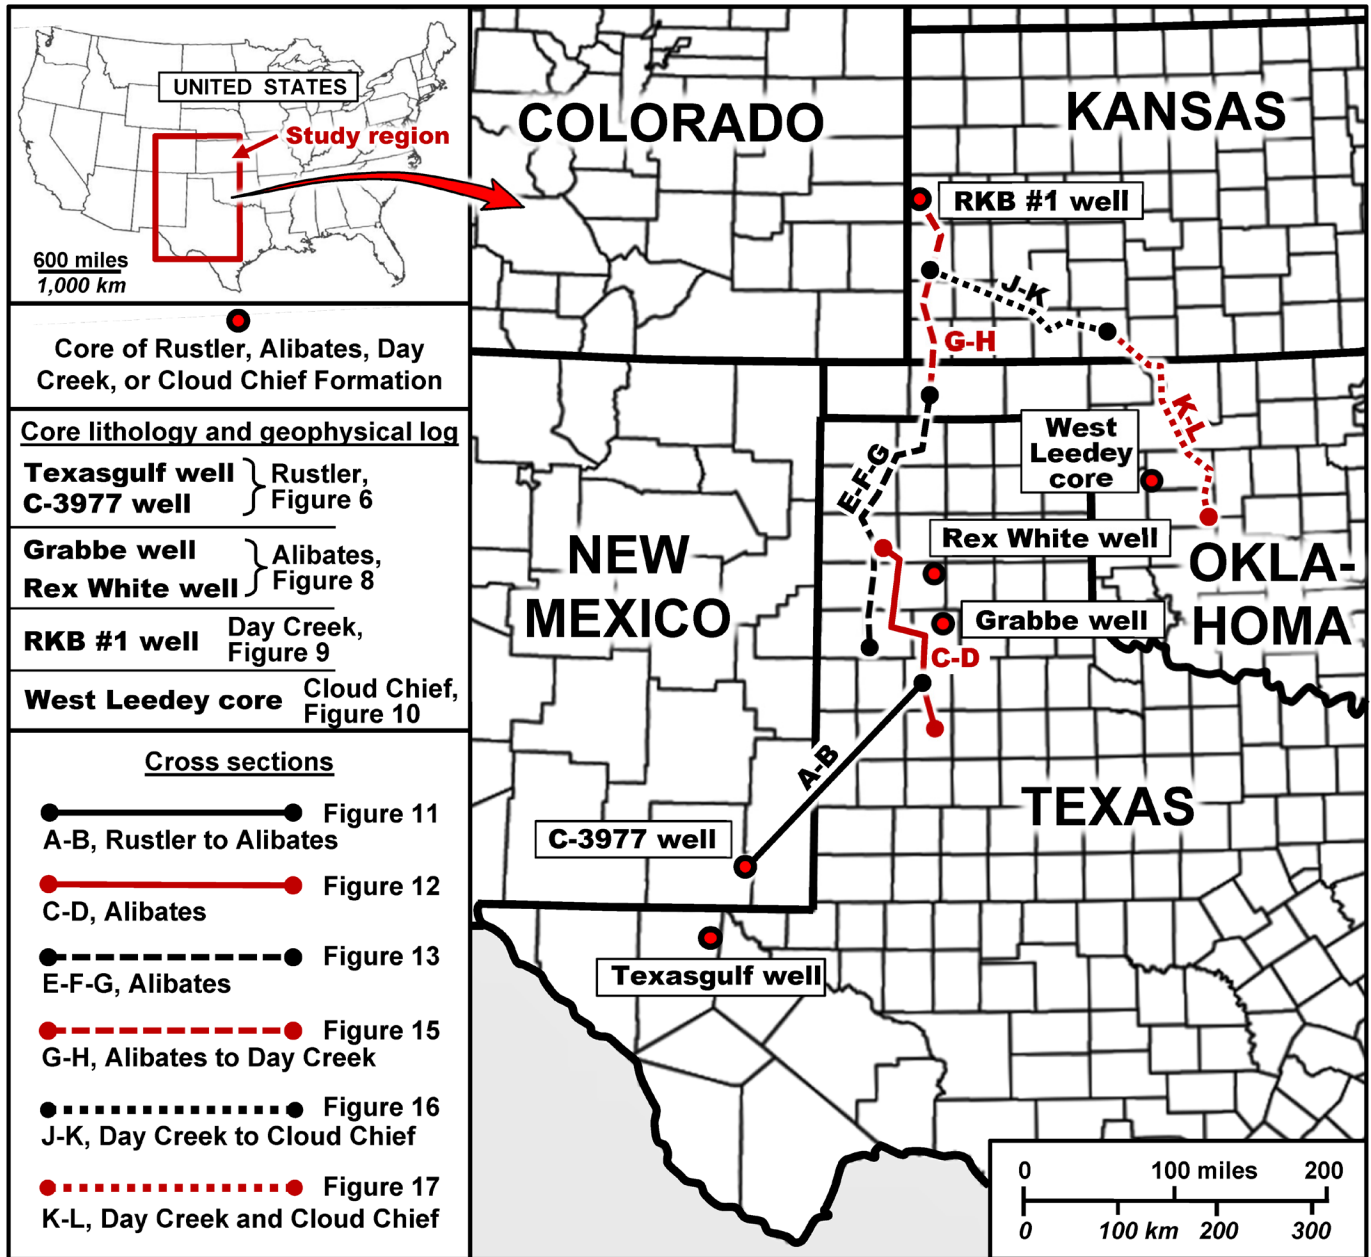 UNITED STATES
Study region
600 miles
1,000 km
Core of Rustler, Alibates, Day
Creek, or Cloud Chief Formation
Core lithology and geophysical log
Texasgulf well
C-3977 well
Rustler,
Figure 6
Grabbe well
Rex White well
Alibates,
Figure 8
RKB #1 well
Day Creek,
Figure 9
West Leedey core
Cloud Chief,
Figure 10
Cross sections
Figure 11
A-B, Rustler to Alibates
Figure 12
C-D, Alibates
Figure 13
E-F-G, Alibates
Figure 15
G-H, Alibates to Day Creek
Figure 16
J-K, Day Creek to Cloud Chief
Figure 17
K-L, Day Creek and Cloud Chief
COLORADO
KANSAS
RKB #1 well
J-K
G-H
K-L
West
Leedey
core
E-F-G
Rex White well
NEW
MEXICO
OKLA-
HOMA
Grabbe well
C-D
A-B
TEXAS
C-3977 well
Texasgulf well
0 100 miles 200
0 100 km 200 300